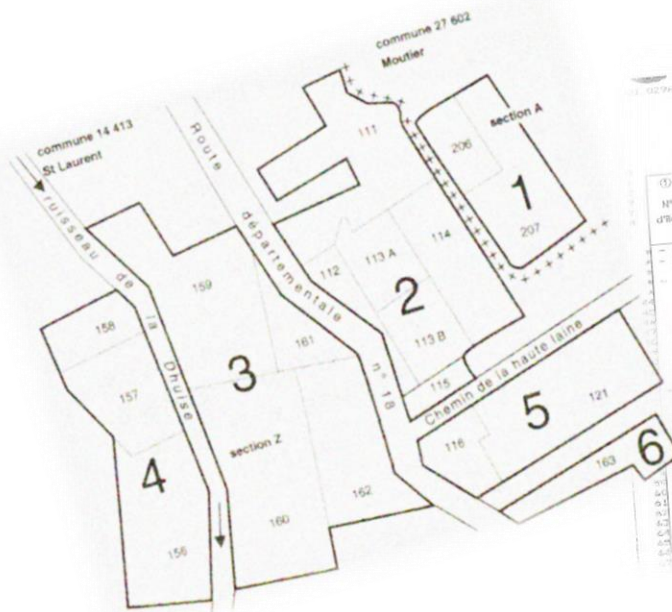 commune 27 602
Moutier
commune 14 413
St Laurent
section A
Route départementale n° 18
ruisseau de la Dhuise
111
206
1
207
159
112
113 A
114
2
158
161
113 B
157
3
115
Chemin de la haute laine
5
121
116
section Z
4
6
163
162
160
156